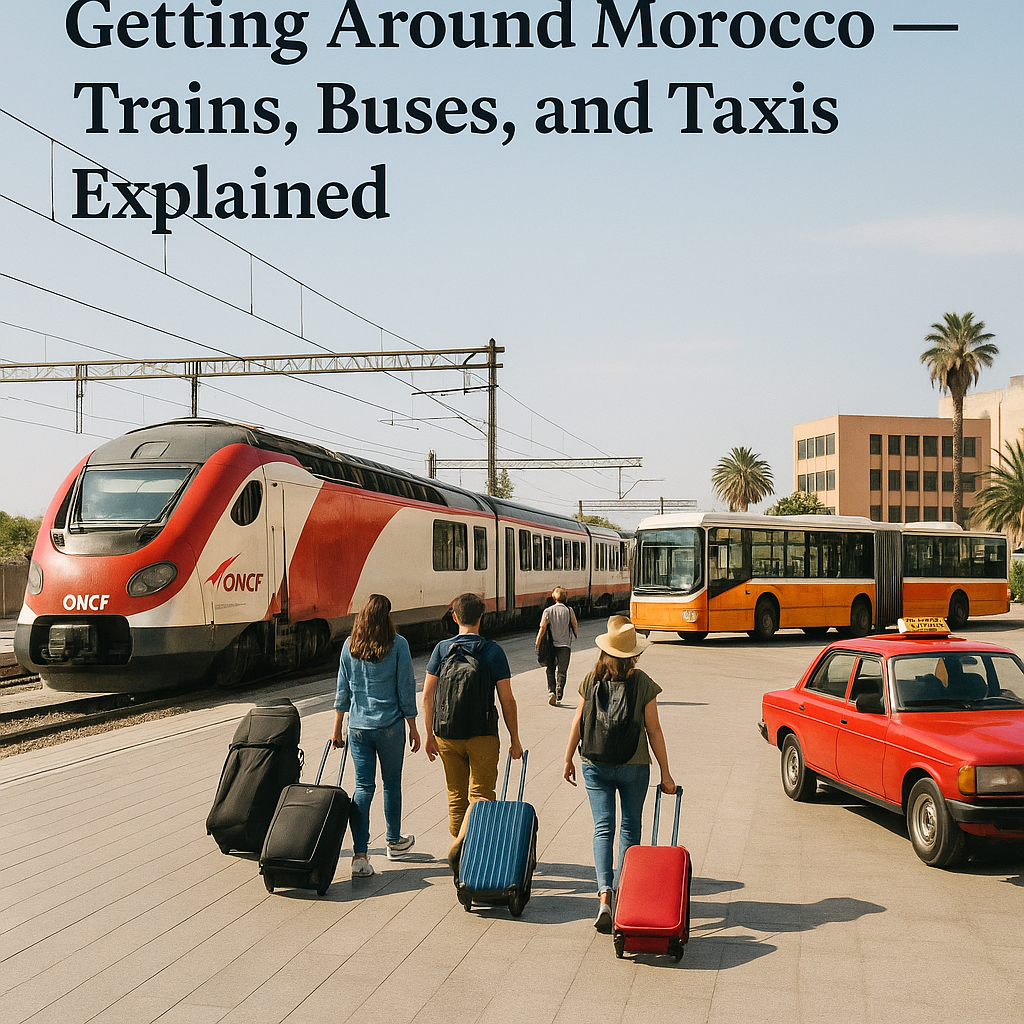 Getting Around Morocco —
Trains, Buses, and Taxis
Explained
ONCF
ONCF